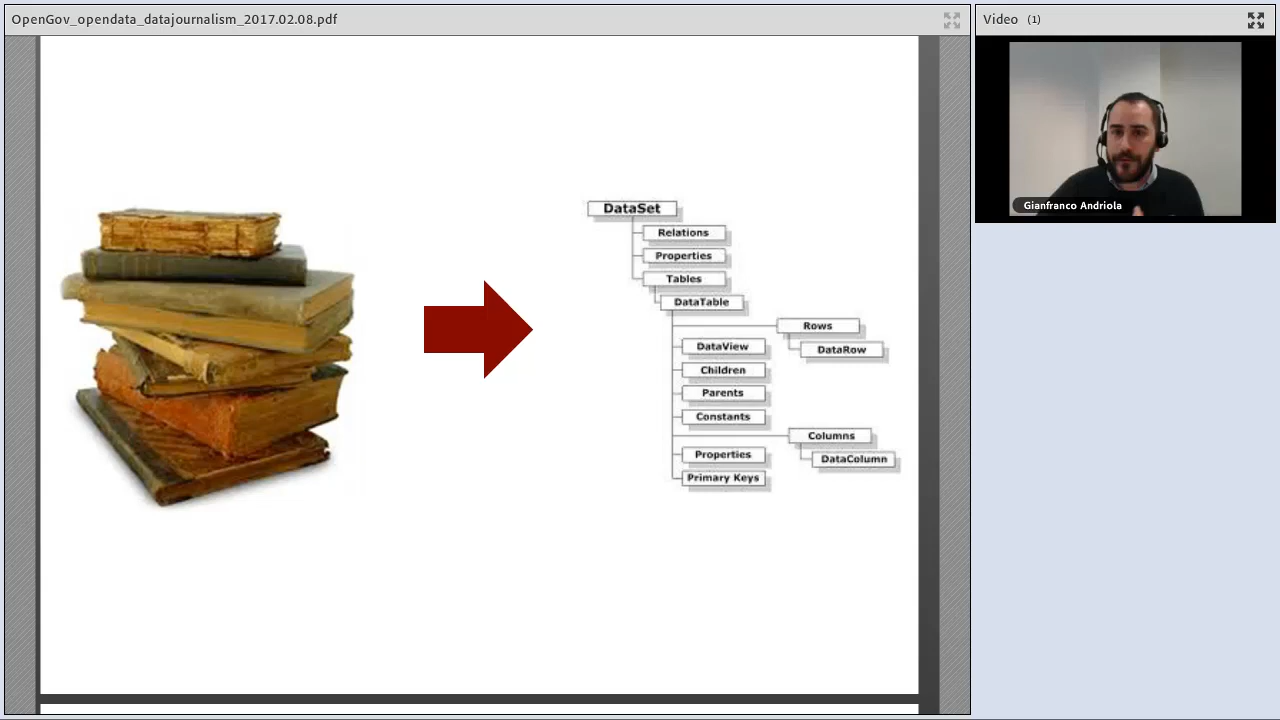 OpenGov_opendata_datajournalism_2017.02.08.pdf
Video (1)
Gianfranco Andriola
DataSet
Relations
Properties
Tables
DataTable
Rows
DataRow
DataView
Children
Parents
Constants
Columns
DataColumn
Properties
Primary Keys